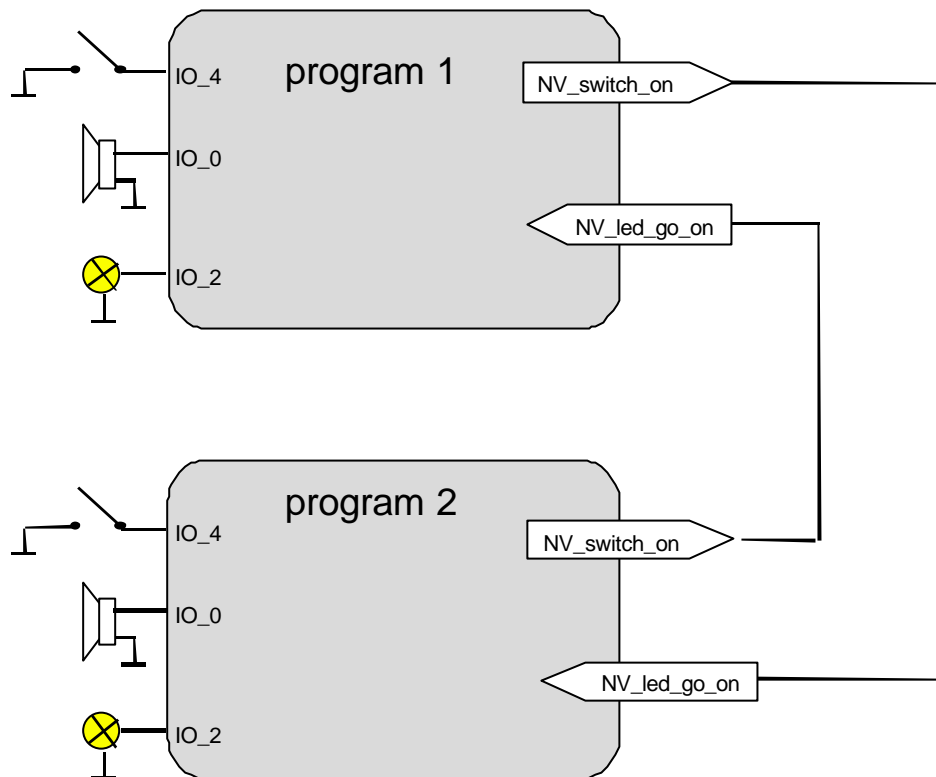 program 1
IO_4
NV_switch_on
IO_0
NV_led_go_on
IO_2
program 2
IO_4
NV_switch_on
IO_0
NV_led_go_on
IO_2